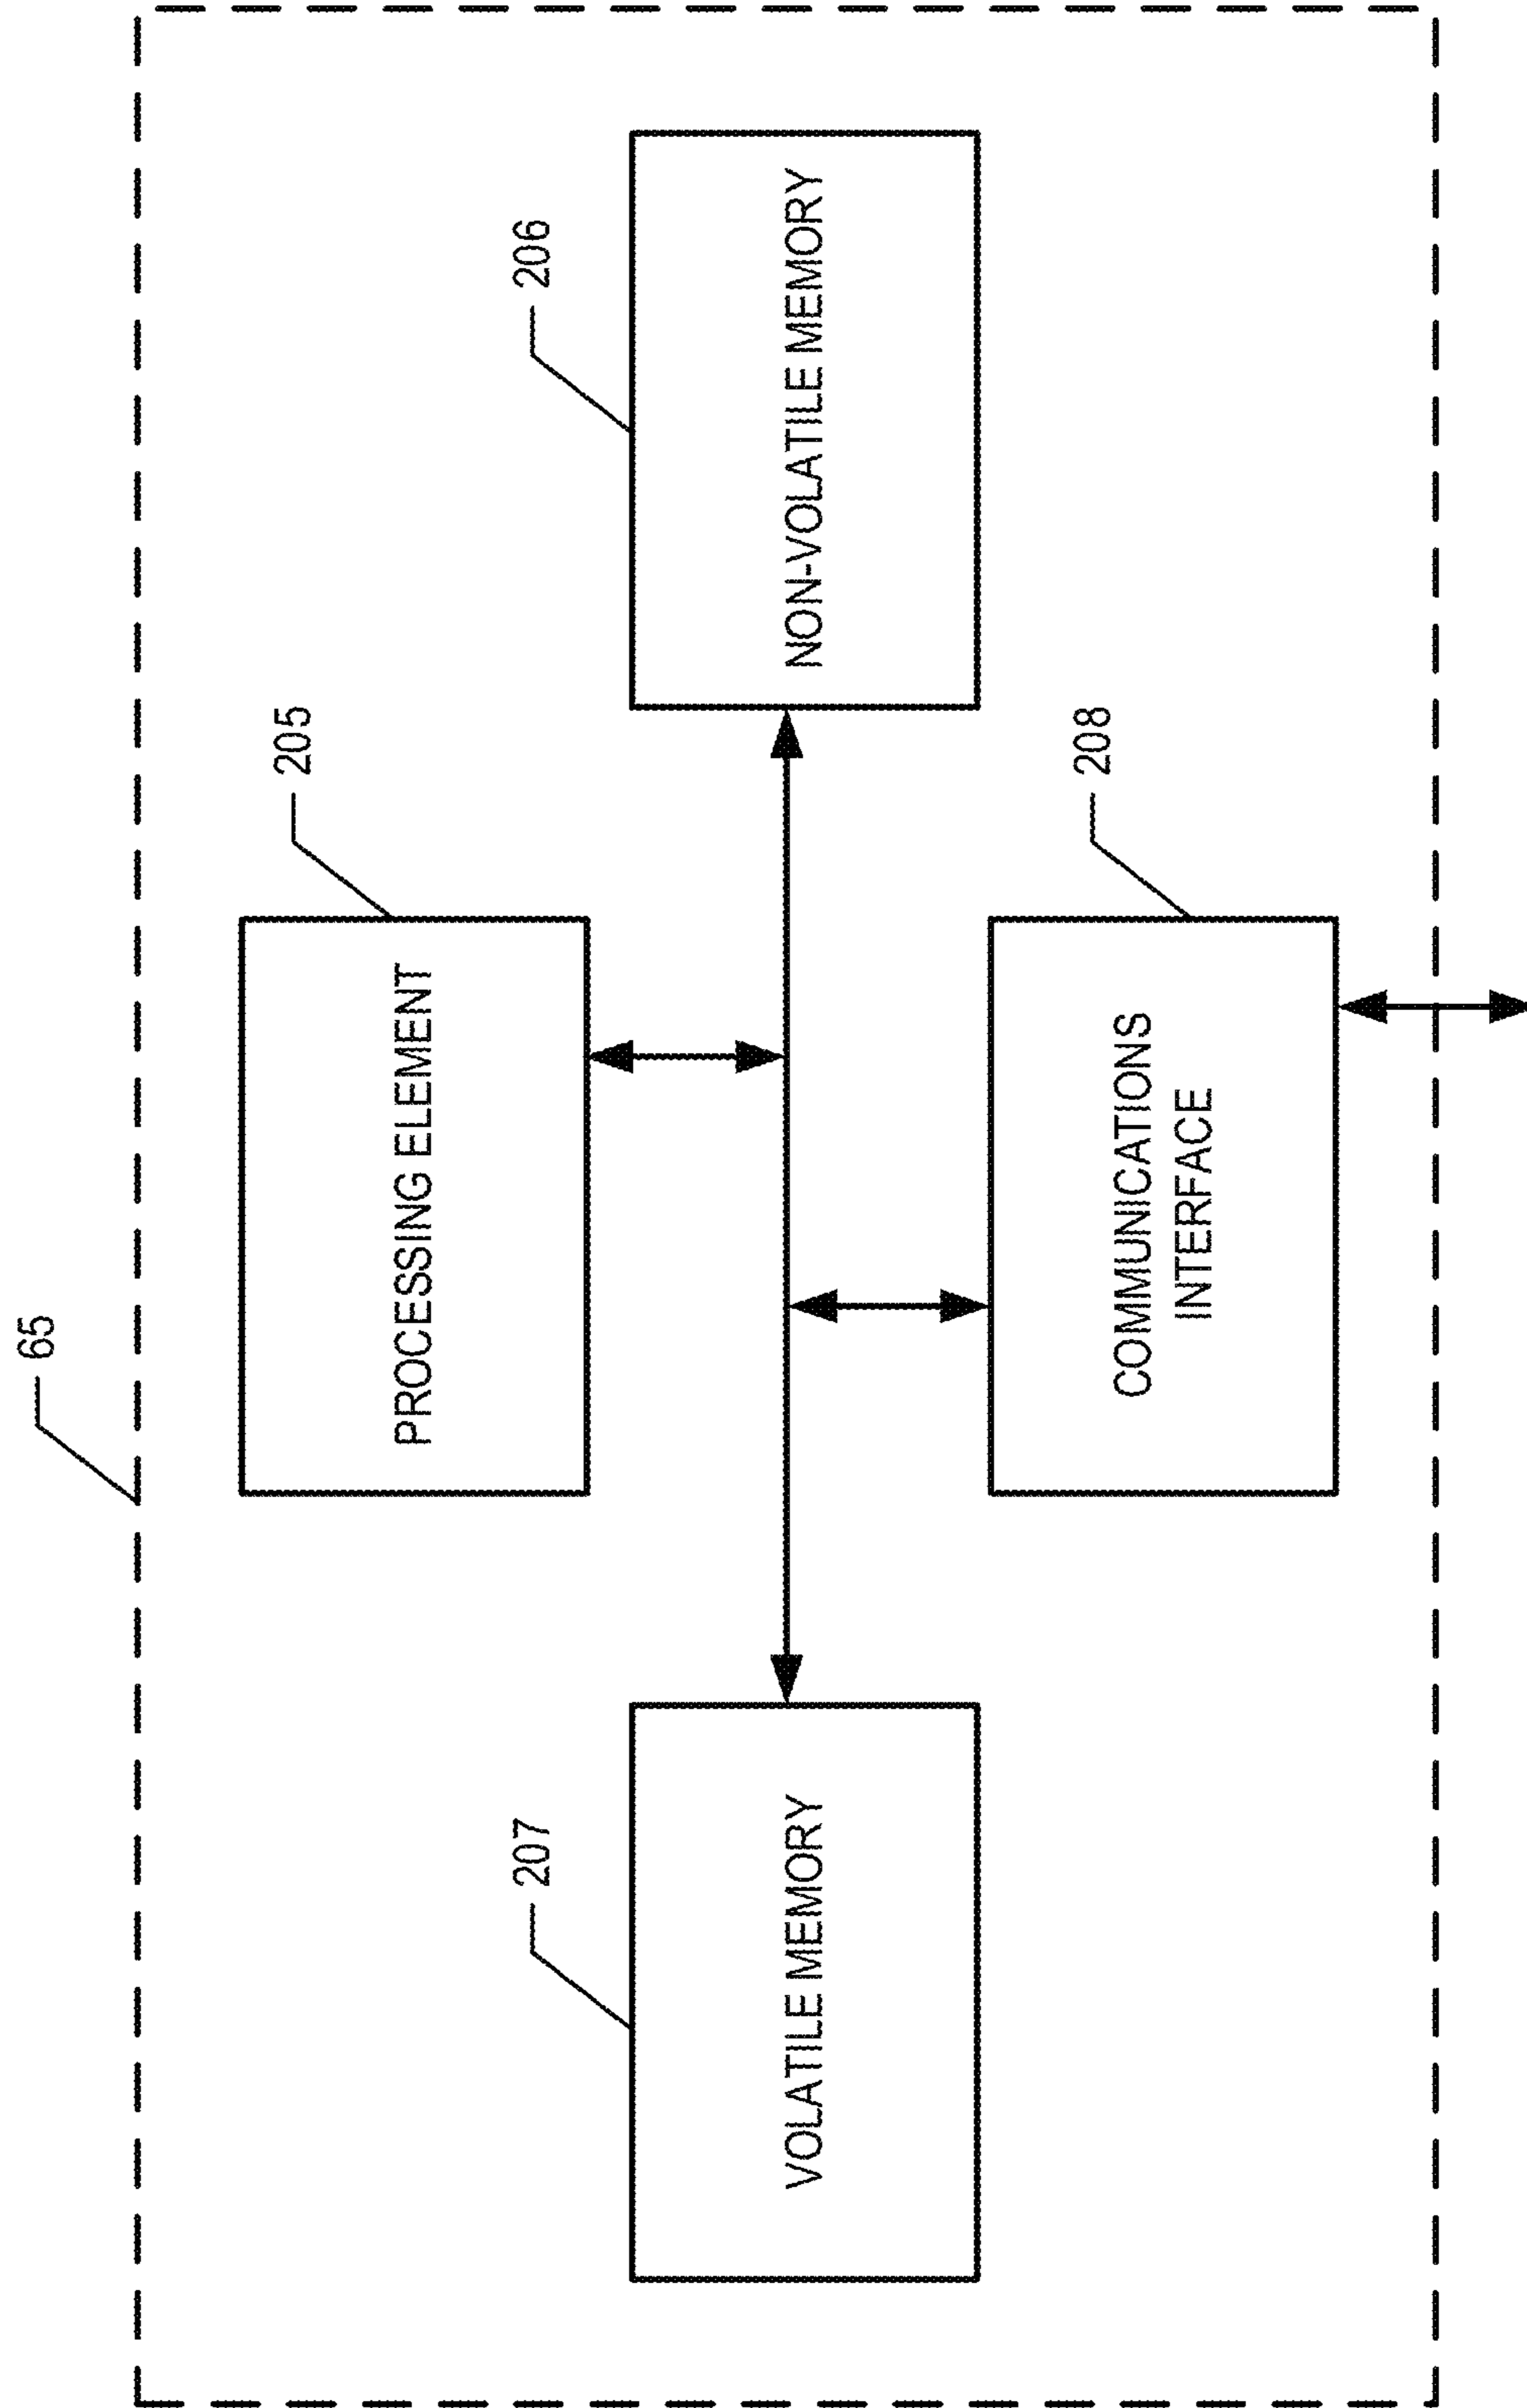 65
205
PROCESSING ELEMENT
207
VOLATILE MEMORY
206
NON-VOLATILE MEMORY
208
COMMUNICATIONS
INTERFACE